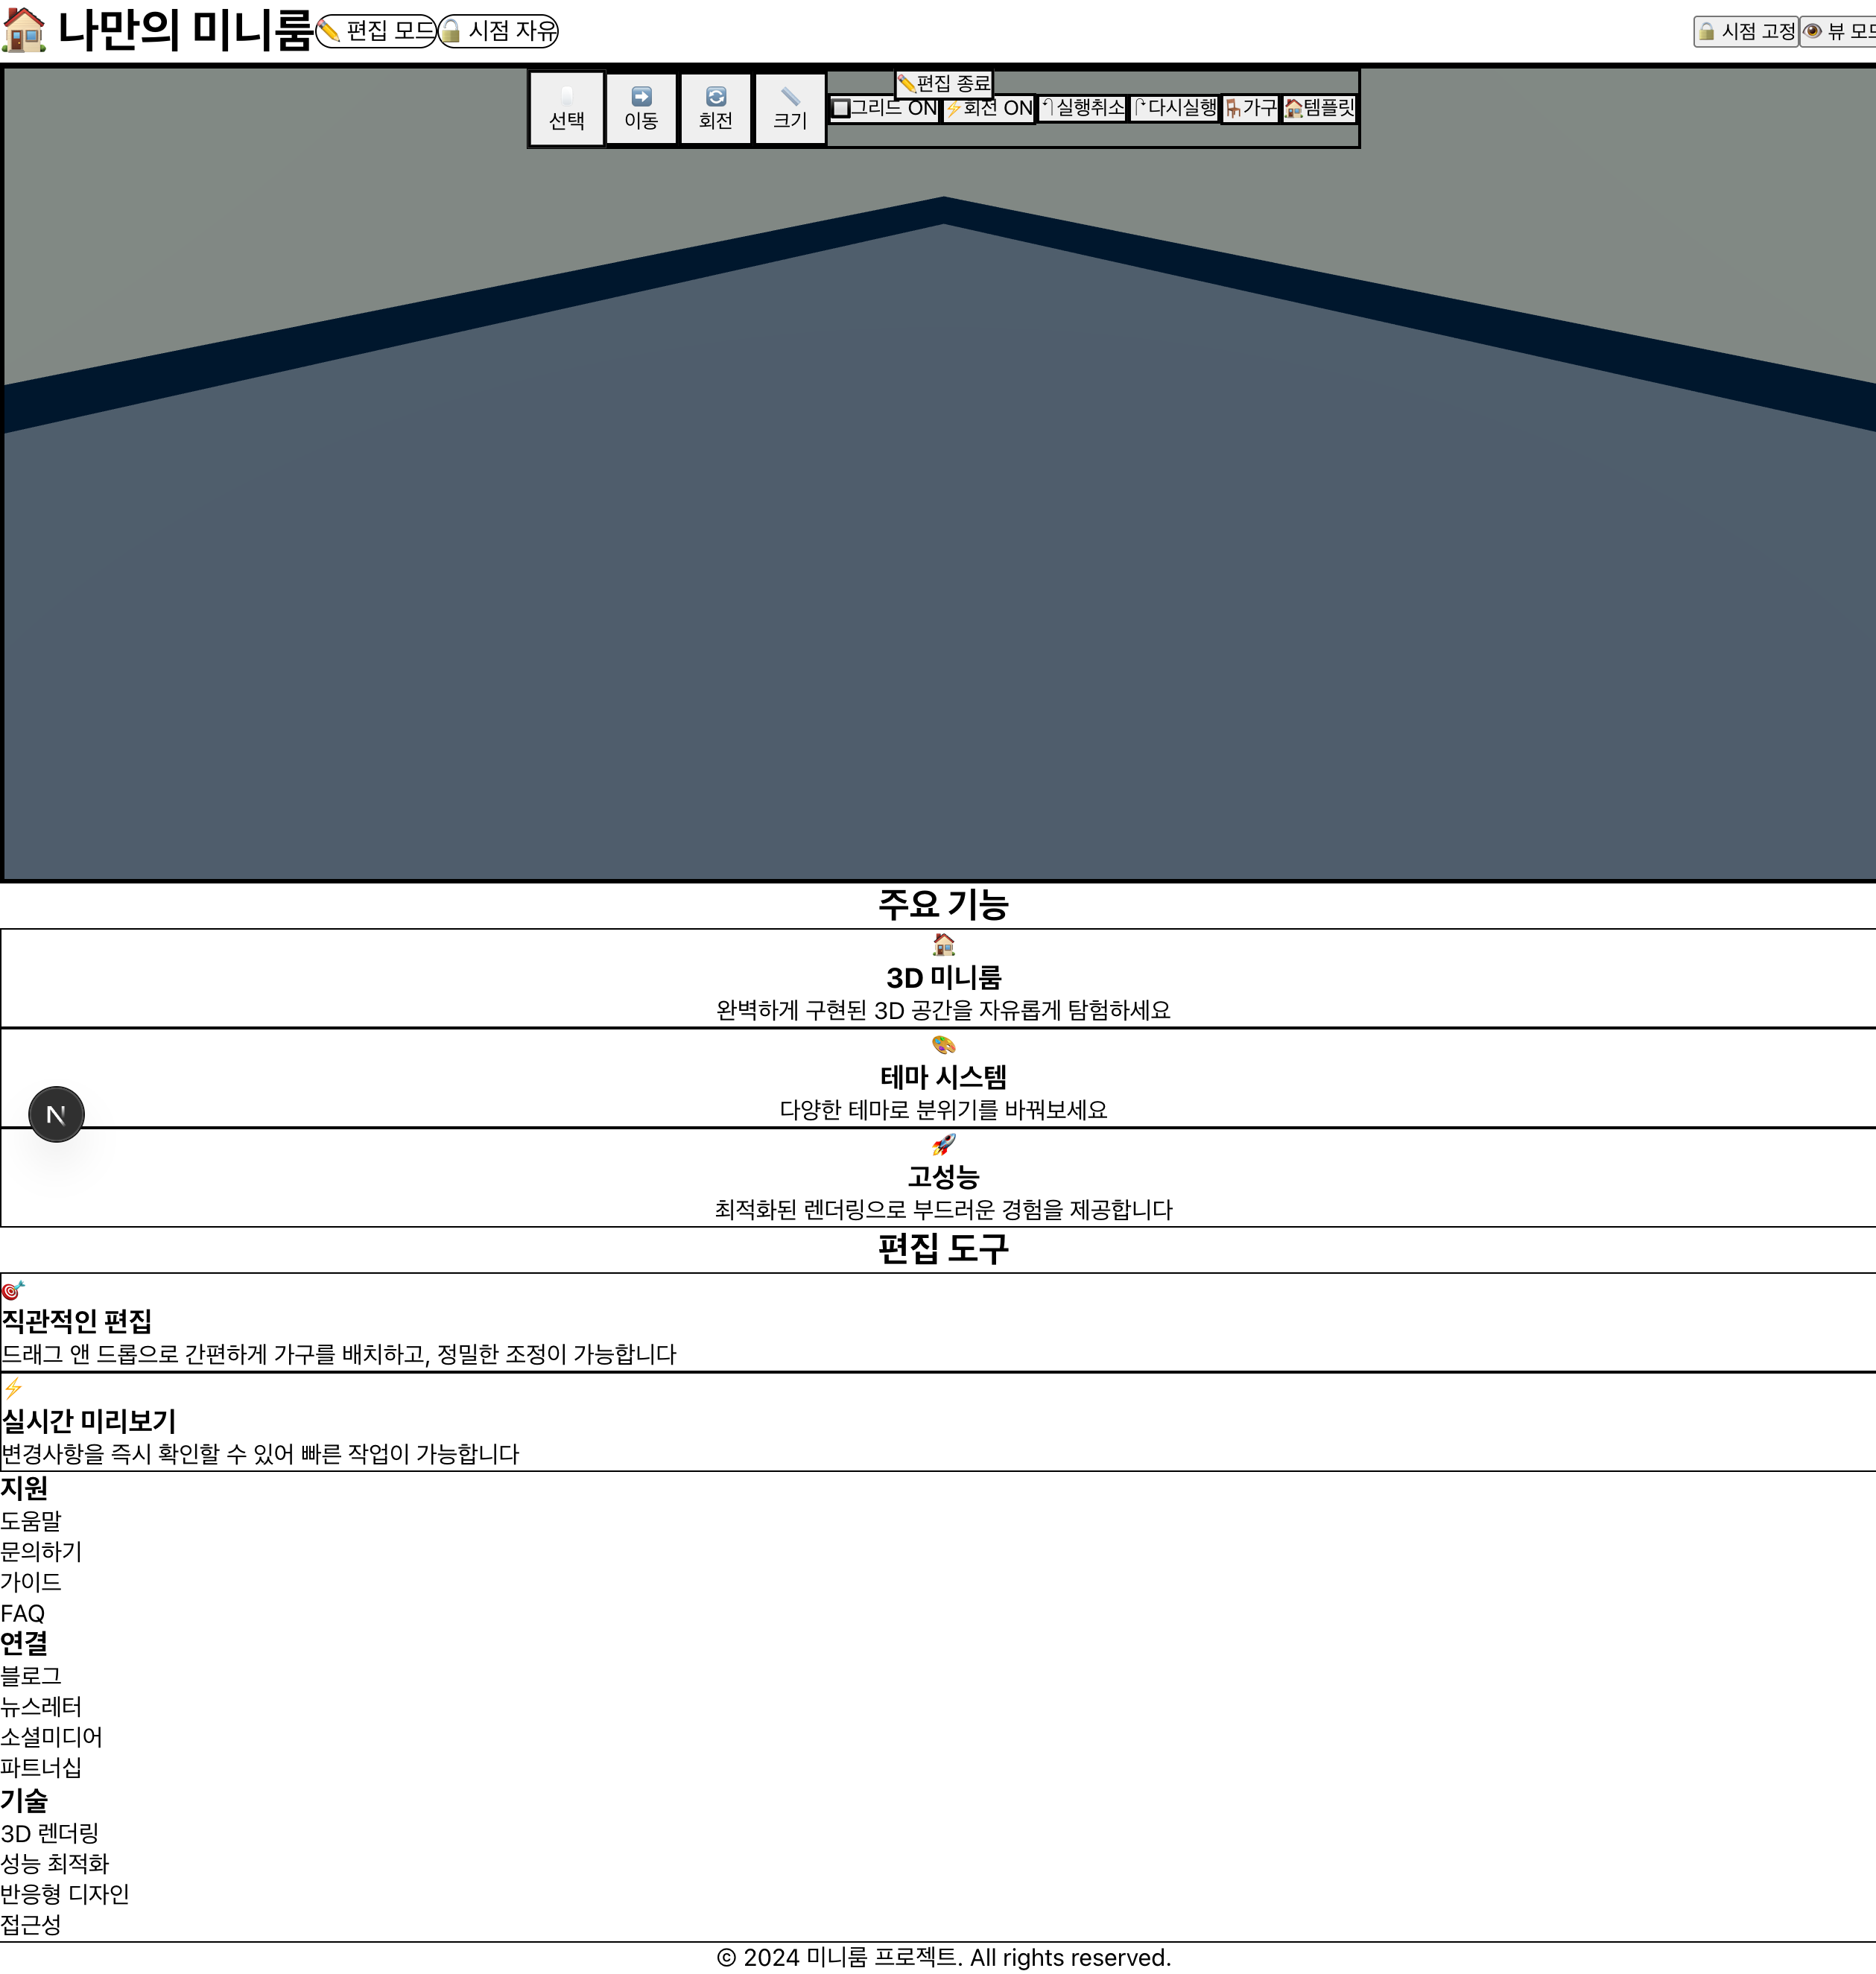 나만의 미니룸 편집 모드 시점 자유 시점 고정 뷰
편집 종료
그리드 ON 회전 ON 실행취소 다시실행 가구 템플릿
선택 이동 회전 크기
주요 기능
3D 미니룸
완벽하게 구현된 3D 공간을 자유롭게 탐험하세요
테마 시스템
다양한 테마로 분위기를 바꿔보세요
N
고성능
최적화된 렌더링으로 부드러운 경험을 제공합니다
편집 도구
직관적인 편집
드래그 앤 드롭으로 간편하게 가구를 배치하고, 정밀한 조정이 가능합니다
실시간 미리보기
변경사항을 즉시 확인할 수 있어 빠른 작업이 가능합니다
지원
도움말
문의하기
가이드
FAQ
연결
블로그
뉴스레터
소셜미디어
파트너십
기술
3D 렌더링
성능 최적화
반응형 디자인
접근성
© 2024 미니룸 프로젝트. All rights reserved.